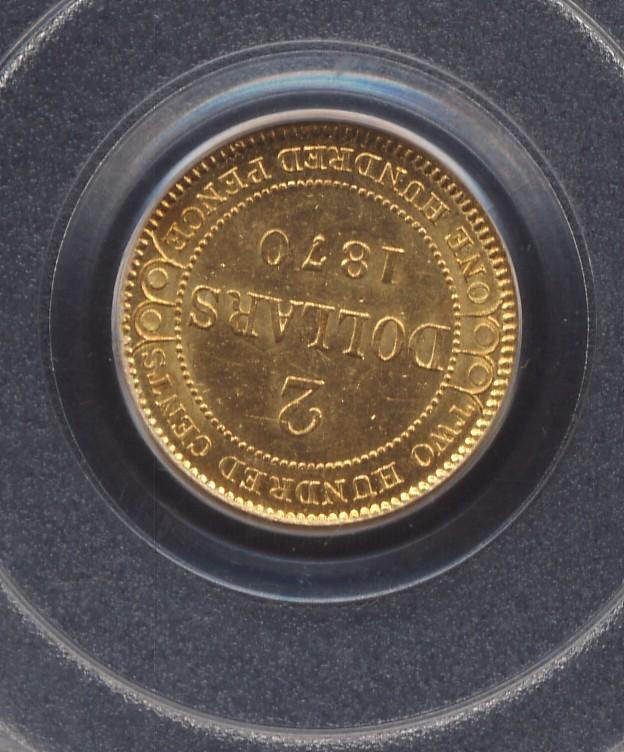 TWO HUNDRED CENTS
2
DOLLARS
1870
ONE HUNDRED PENCE